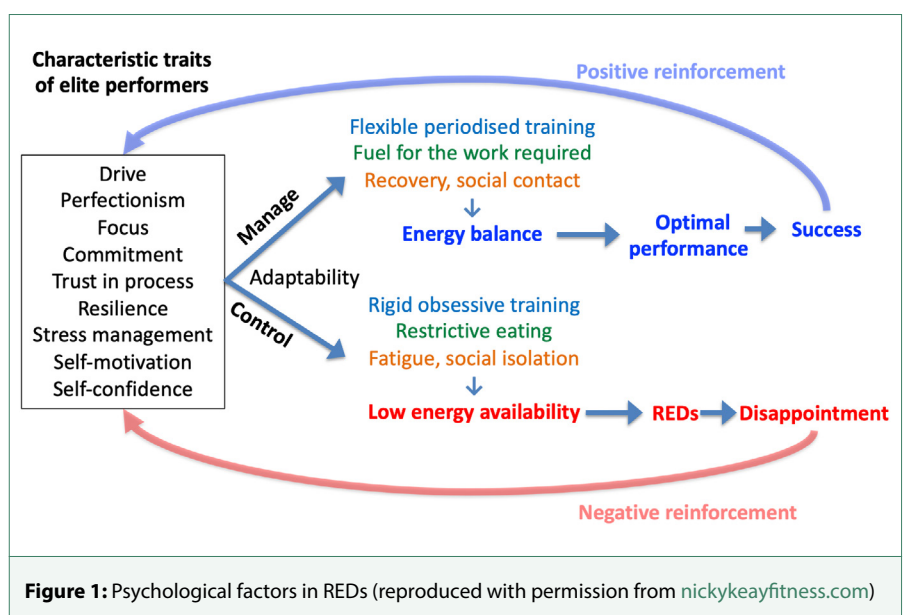 Characteristic traits
of elite performers
Positive reinforcement
Drive
Perfectionism
Focus
Commitment
Trust in process
Resilience
Stress management
Self-motivation
Self-confidence
Manage
Adaptability
Control
Flexible periodised training
Fuel for the work required
Recovery, social contact
Energy balance
Optimal
performance
Success
Rigid obsessive training
Restrictive eating
Fatigue, social isolation
Low energy availability
REDs
Disappointment
Negative reinforcement
Figure 1: Psychological factors in REDs (reproduced with permission from nickykeayfitness.com)